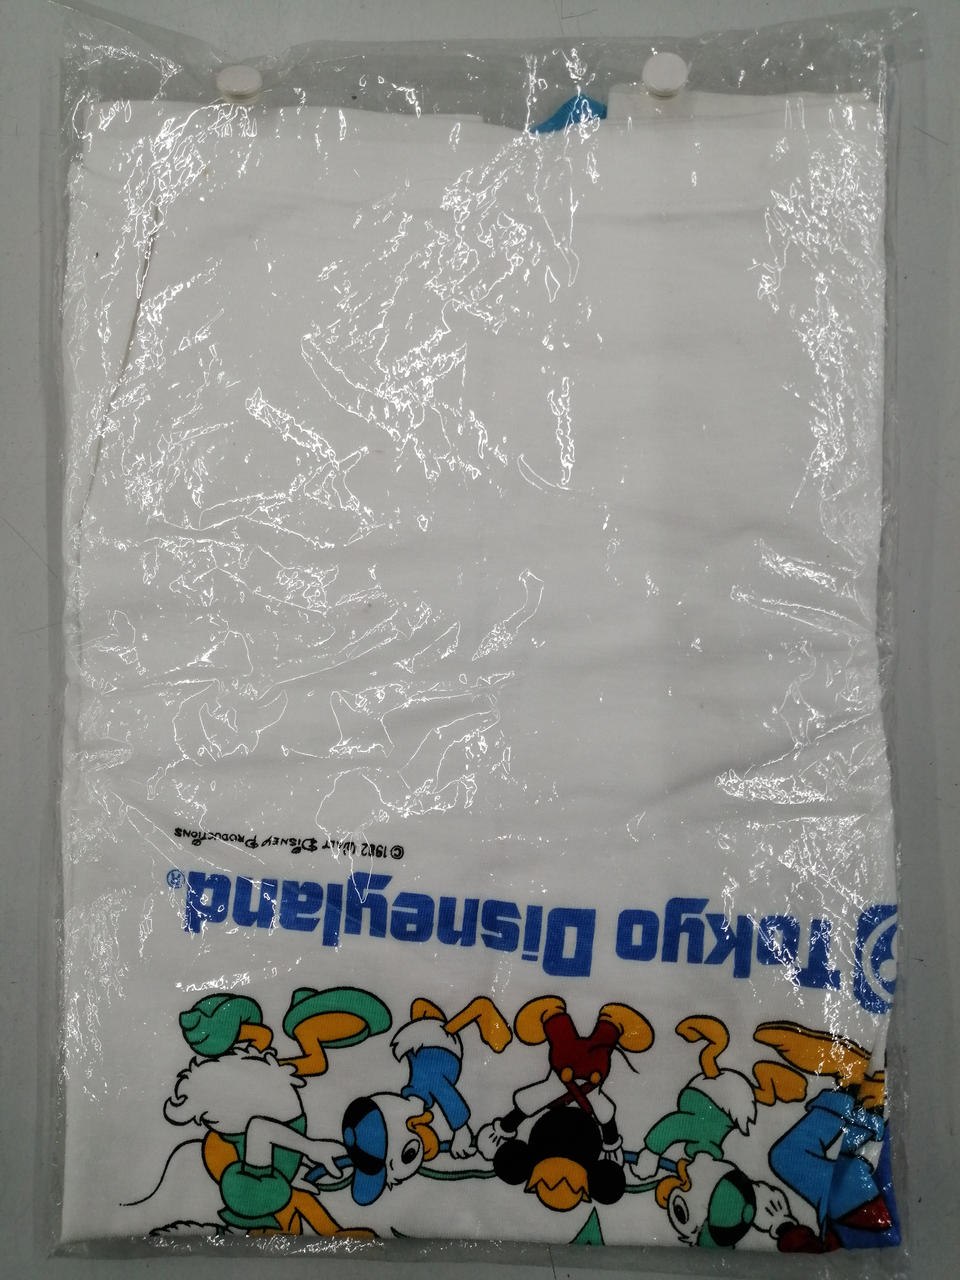 Tokyo Disneyland®
©1982 WALT DISNEY PRODUCTIONS